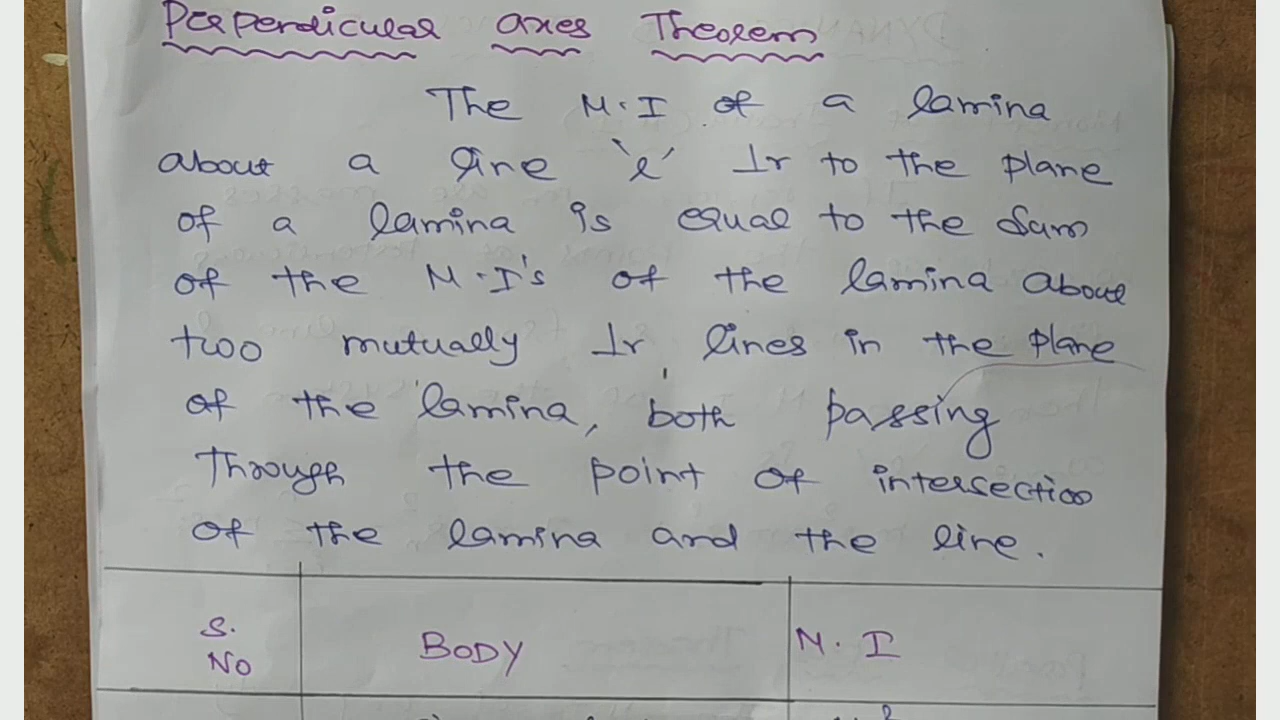 Perpendicular axes Theorem
The M.I of a lamina
about a line 'l' ⊥r to the plane
of a lamina is equal to the sum
of the M.I's of the lamina about
two mutually ⊥r lines in the plane
of the lamina, both passing
Through the point of intersection
of the lamina and the line.
S. No
BODY
M. I